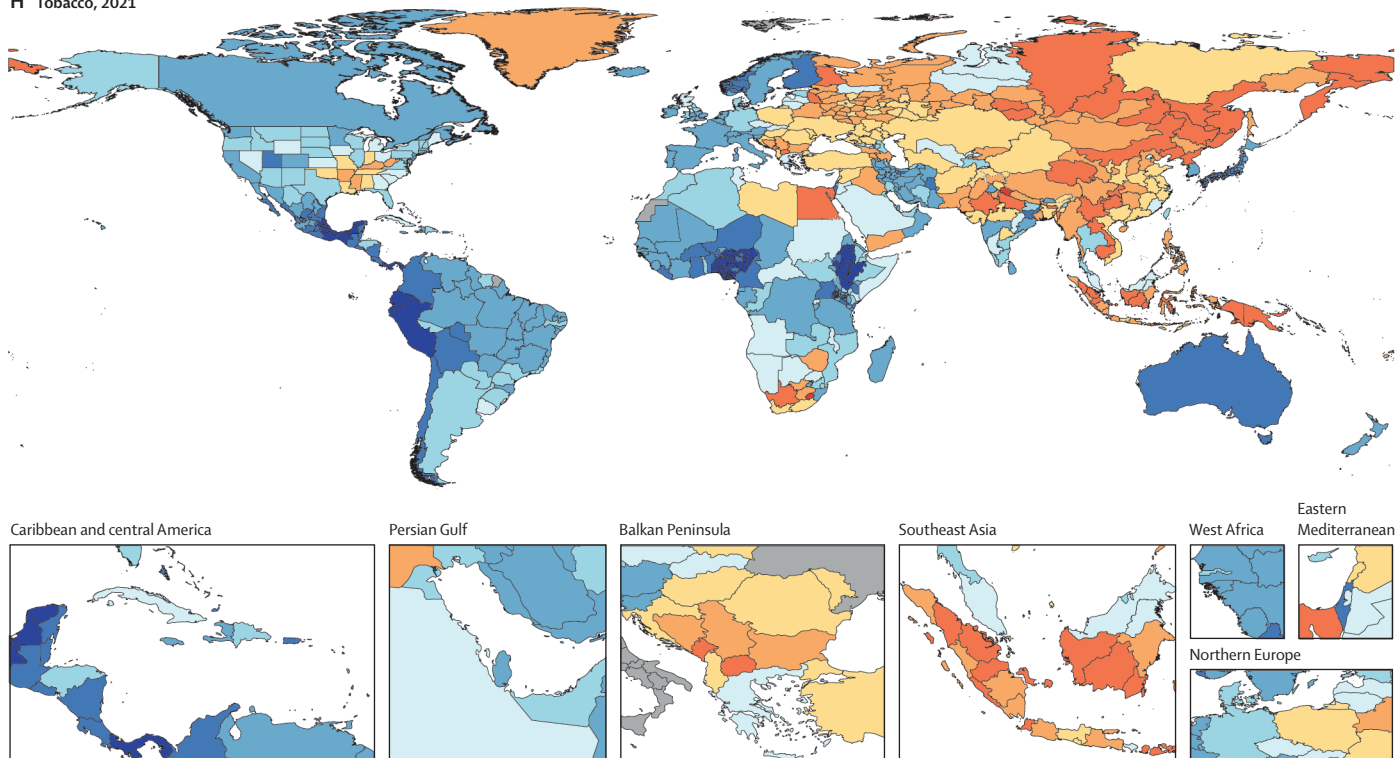 H Tobacco, 2021
Caribbean and central America
Persian Gulf
Balkan Peninsula
Southeast Asia
West Africa
Eastern
Mediterranean
Northern Europe